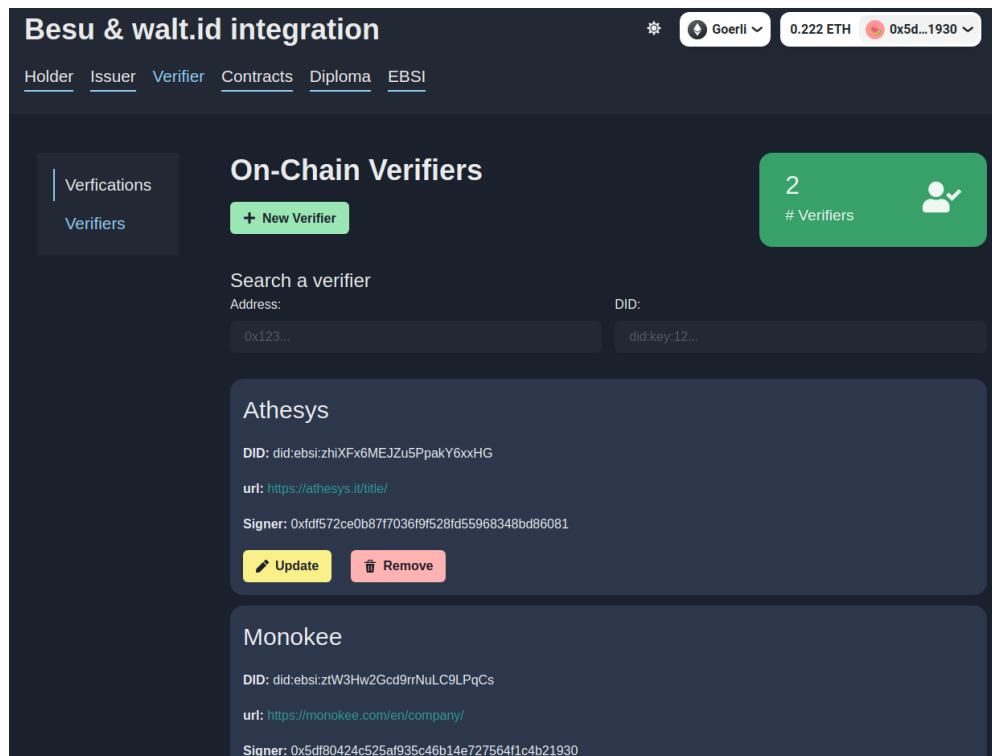 Besu & walt.id integration
Goerli
0.222 ETH
0x5d...1930
Holder Issuer Verifier Contracts Diploma EBSI
Verfications
Verifiers
On-Chain Verifiers
New Verifier
2
# Verifiers
Search a verifier
Address:
DID:
0x123...
did:key:12...
Athesys
DID: did:ebsi:zhiXFx6MEJZu5PpakY6xxHG
url: https://athesys.it/title/
Signer: 0xfdf572ce0b87f7036f9f528fd55968348bd86081
Update
Remove
Monokee
DID: did:ebsi:ztW3Hw2Gcd9rrNuLC9LPqCs
url: https://monokee.com/en/company/
Signer: 0x5df80424c525af935c46b14e727564f1c4b21930